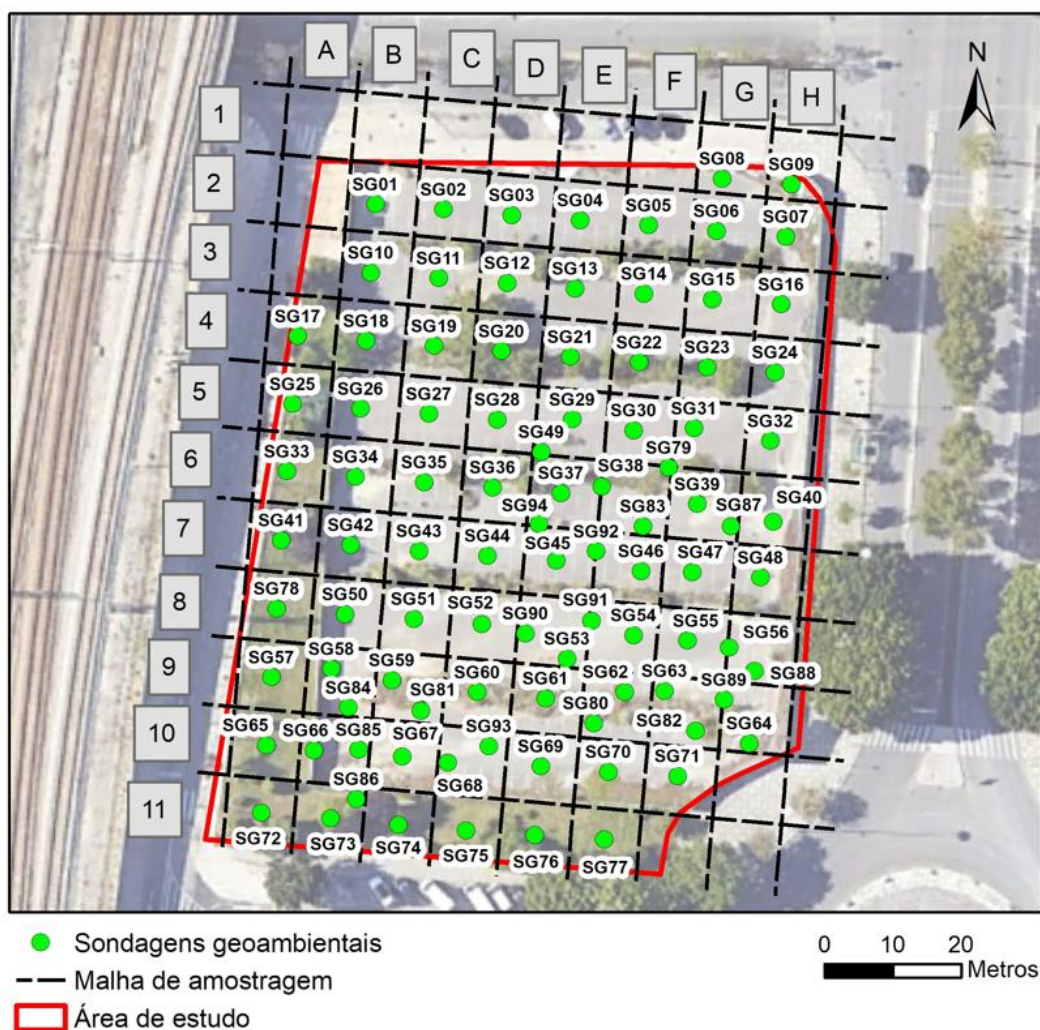 A B C D E F G H
N
1
SG08 SG09
2
SG01 SG02 SG03 SG04 SG05 SG06 SG07
3
SG10 SG11 SG12 SG13 SG14 SG15 SG16
4
SG17 SG18 SG19 SG20 SG21 SG22 SG23 SG24
5
SG25 SG26 SG27 SG28 SG29 SG30 SG31 SG32
SG49
6
SG33 SG34 SG35 SG36 SG37 SG38 SG79 SG39 SG87 SG40
SG94 SG83
7
SG41 SG42 SG43 SG44 SG45 SG92 SG46 SG47 SG48
8
SG78 SG50 SG51 SG52 SG90 SG91 SG54 SG55 SG56
SG53
9
SG57 SG58 SG59 SG60 SG61 SG62 SG63 SG89 SG88
SG84 SG81 SG80 SG82 SG64
10
SG65 SG66 SG85 SG67 SG93 SG69 SG70 SG71
SG86 SG68
11
SG72 SG73 SG74 SG75 SG76 SG77
Sondagens geoambientais
Malha de amostragem
Área de estudo
0 10 20
Metros